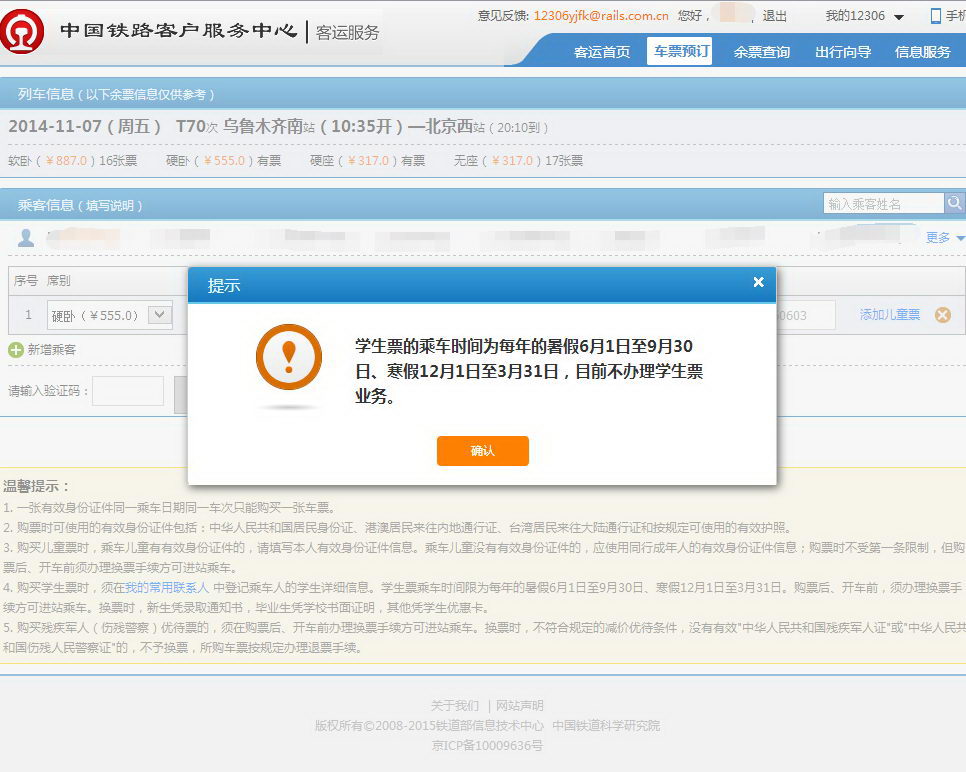 意见反馈: 12306yjfk@rails.com.cn 您好, 退出 我的12306 手机
中国铁路客户服务中心 客运服务
客运首页 车票预订 余票查询 出行向导 信息服务
列车信息(以下余票信息仅供参考)
2014-11-07(周五) T70次 乌鲁木齐南站(10:35开)—北京西站(20:10到)
软卧(¥887.0)16张票 硬卧(¥555.0)有票 硬座(¥317.0)有票 无座(¥317.0)17张票
乘客信息(填写说明) 输入乘客姓名
更多
序号 席别
1 硬卧(¥555.0) 0603 添加儿童票
新增乘客
请输入验证码:
提示
学生票的乘车时间为每年的暑假6月1日至9月30
日、寒假12月1日至3月31日,目前不办理学生票
业务。
确认
温馨提示:
1. 一张有效身份证件同一乘车日期同一车次只能购买一张车票。
2. 购票时可使用的有效身份证件包括:中华人民共和国居民身份证、港澳居民来往内地通行证、台湾居民来往大陆通行证和按规定可使用的有效护照。
3. 购买儿童票时,乘车儿童有有效身份证件的,请填写本人有效身份证件信息。乘车儿童没有有效身份证件的,应使用同行成年人的有效身份证件信息;购票时不受第一条限制,但购
票后、开车前须办理换票手续方可进站乘车。
4. 购买学生票时,须在我的常用联系人 中登记乘车人的学生详细信息。学生票乘车时间限为每年的暑假6月1日至9月30日、寒假12月1日至3月31日。购票后、开车前,须办理换票手
续方可进站乘车。换票时,新生凭录取通知书,毕业生凭学校书面证明,其他凭学生优惠卡。
5. 购买残疾军人(伤残警察)优待票的,须在购票后、开车前办理换票手续方可进站乘车。换票时,不符合规定的减价优待条件,没有有效"中华人民共和国残疾军人证"或"中华人民共
和国伤残人民警察证"的,不予换票,所购车票按规定办理退票手续。
关于我们 | 网站声明
版权所有©2008-2015铁道部信息技术中心 中国铁道科学研究院
京ICP备10009636号